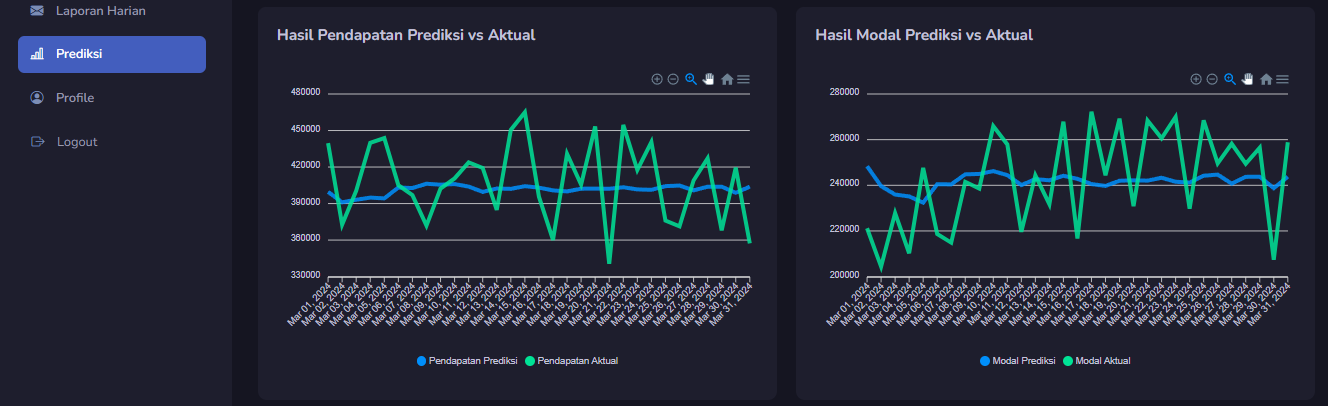 Laporan Harian
Prediksi
Profile
Logout
Hasil Pendapatan Prediksi vs Aktual
480000
450000
420000
390000
360000
330000
Mar 01, 2024
Mar 02, 2024
Mar 03, 2024
Mar 04, 2024
Mar 05, 2024
Mar 06, 2024
Mar 07, 2024
Mar 08, 2024
Mar 09, 2024
Mar 10, 2024
Mar 11, 2024
Mar 12, 2024
Mar 13, 2024
Mar 14, 2024
Mar 15, 2024
Mar 16, 2024
Mar 17, 2024
Mar 18, 2024
Mar 19, 2024
Mar 20, 2024
Mar 21, 2024
Mar 22, 2024
Mar 23, 2024
Mar 24, 2024
Mar 25, 2024
Mar 26, 2024
Mar 27, 2024
Mar 28, 2024
Mar 29, 2024
Mar 30, 2024
Mar 31, 2024
Pendapatan Prediksi
Pendapatan Aktual
Hasil Modal Prediksi vs Aktual
280000
260000
240000
220000
200000
Mar 01, 2024
Mar 02, 2024
Mar 03, 2024
Mar 04, 2024
Mar 05, 2024
Mar 06, 2024
Mar 07, 2024
Mar 08, 2024
Mar 09, 2024
Mar 10, 2024
Mar 11, 2024
Mar 12, 2024
Mar 13, 2024
Mar 14, 2024
Mar 15, 2024
Mar 16, 2024
Mar 17, 2024
Mar 18, 2024
Mar 19, 2024
Mar 20, 2024
Mar 21, 2024
Mar 22, 2024
Mar 23, 2024
Mar 24, 2024
Mar 25, 2024
Mar 26, 2024
Mar 27, 2024
Mar 28, 2024
Mar 29, 2024
Mar 30, 2024
Mar 31, 2024
Modal Prediksi
Modal Aktual